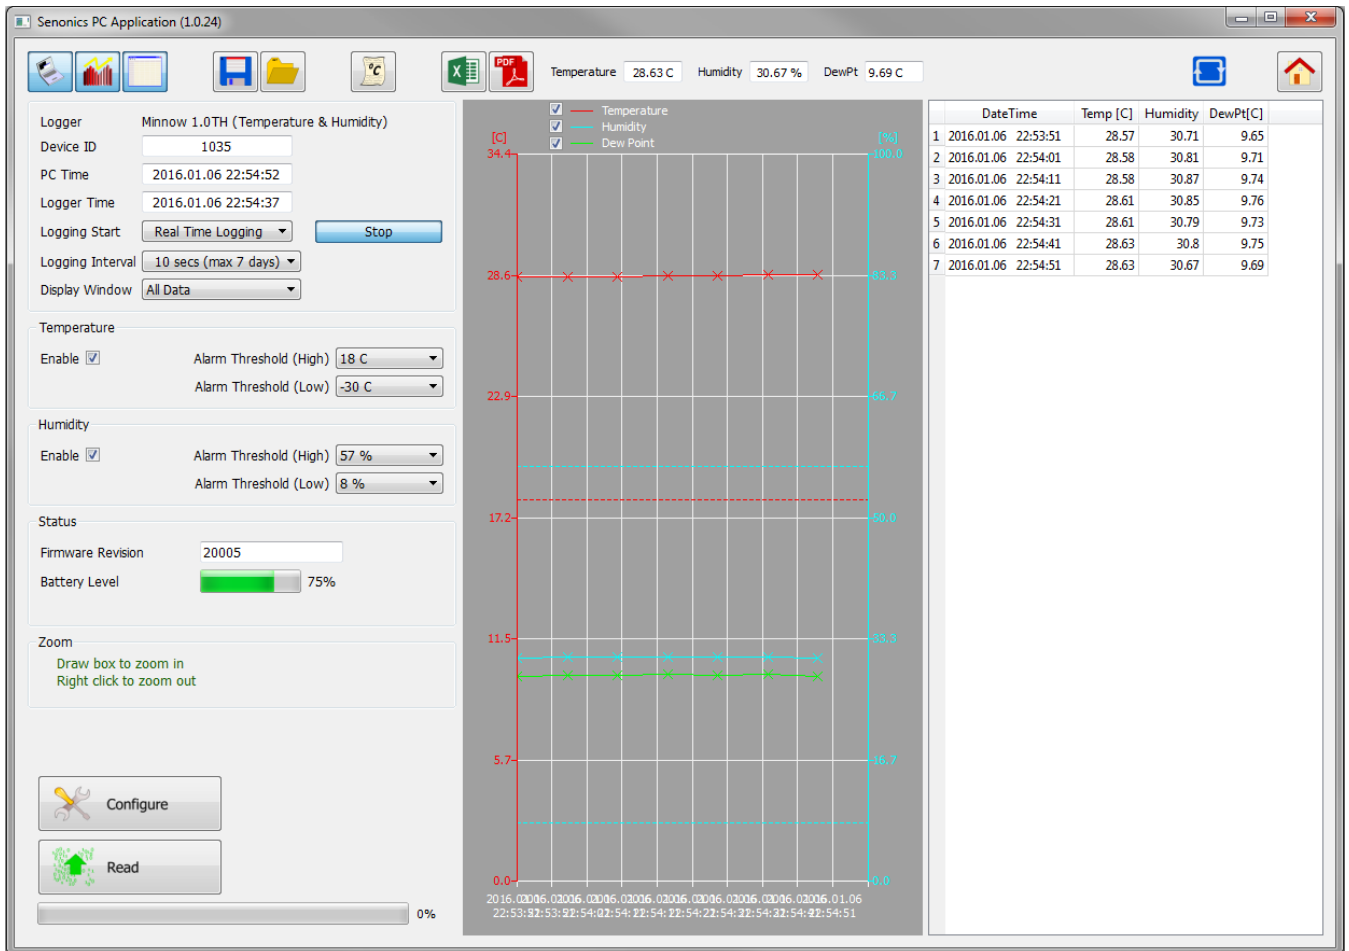 Senonics PC Application (1.0.24)
°C
X
PDF
Temperature 28.63 C Humidity 30.67 % DewPt 9.69 C
Logger Minnow 1.0TH (Temperature & Humidity)
Device ID 1035
PC Time 2016.01.06 22:54:52
Logger Time 2016.01.06 22:54:37
Logging Start Real Time Logging Stop
Logging Interval 10 secs (max 7 days)
Display Window All Data
Temperature
Enable Alarm Threshold (High) 18 C
Alarm Threshold (Low) -30 C
Humidity
Enable Alarm Threshold (High) 57 %
Alarm Threshold (Low) 8 %
Status
Firmware Revision 20005
Battery Level 75%
Zoom
Draw box to zoom in
Right click to zoom out
Configure
Read
0%
Temperature
Humidity
Dew Point
[C] [%]
34.4 100.0
28.6 83.3
22.9 66.7
17.2 50.0
11.5 33.3
5.7 16.7
0.0 0.0
DateTime Temp [C] Humidity DewPt[C]
1 2016.01.06 22:53:51 28.57 30.71 9.65
2 2016.01.06 22:54:01 28.58 30.81 9.71
3 2016.01.06 22:54:11 28.58 30.87 9.74
4 2016.01.06 22:54:21 28.61 30.85 9.76
5 2016.01.06 22:54:31 28.61 30.79 9.73
6 2016.01.06 22:54:41 28.63 30.8 9.75
7 2016.01.06 22:54:51 28.63 30.67 9.69